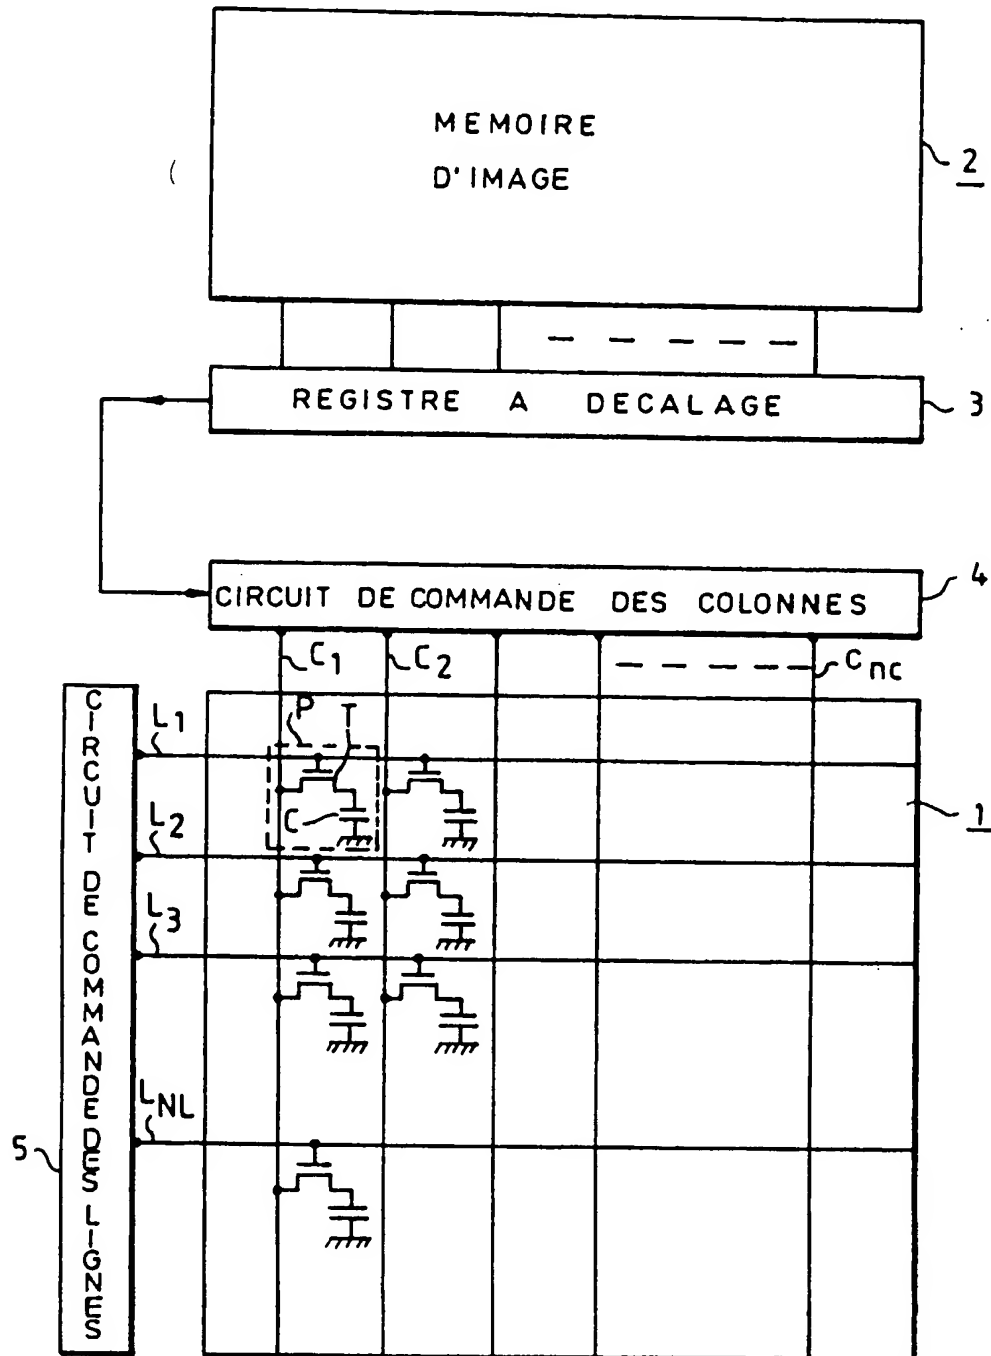 MEMOIRE
D'IMAGE
2
REGISTRE A DECALAGE
3
4
CIRCUIT DE COMMANDE DES COLONNES
C1
C2
Cnc
CIRCUIT DE COMMANDE DES LIGNES
L1
P
T
C
1
L2
L3
LNL
5